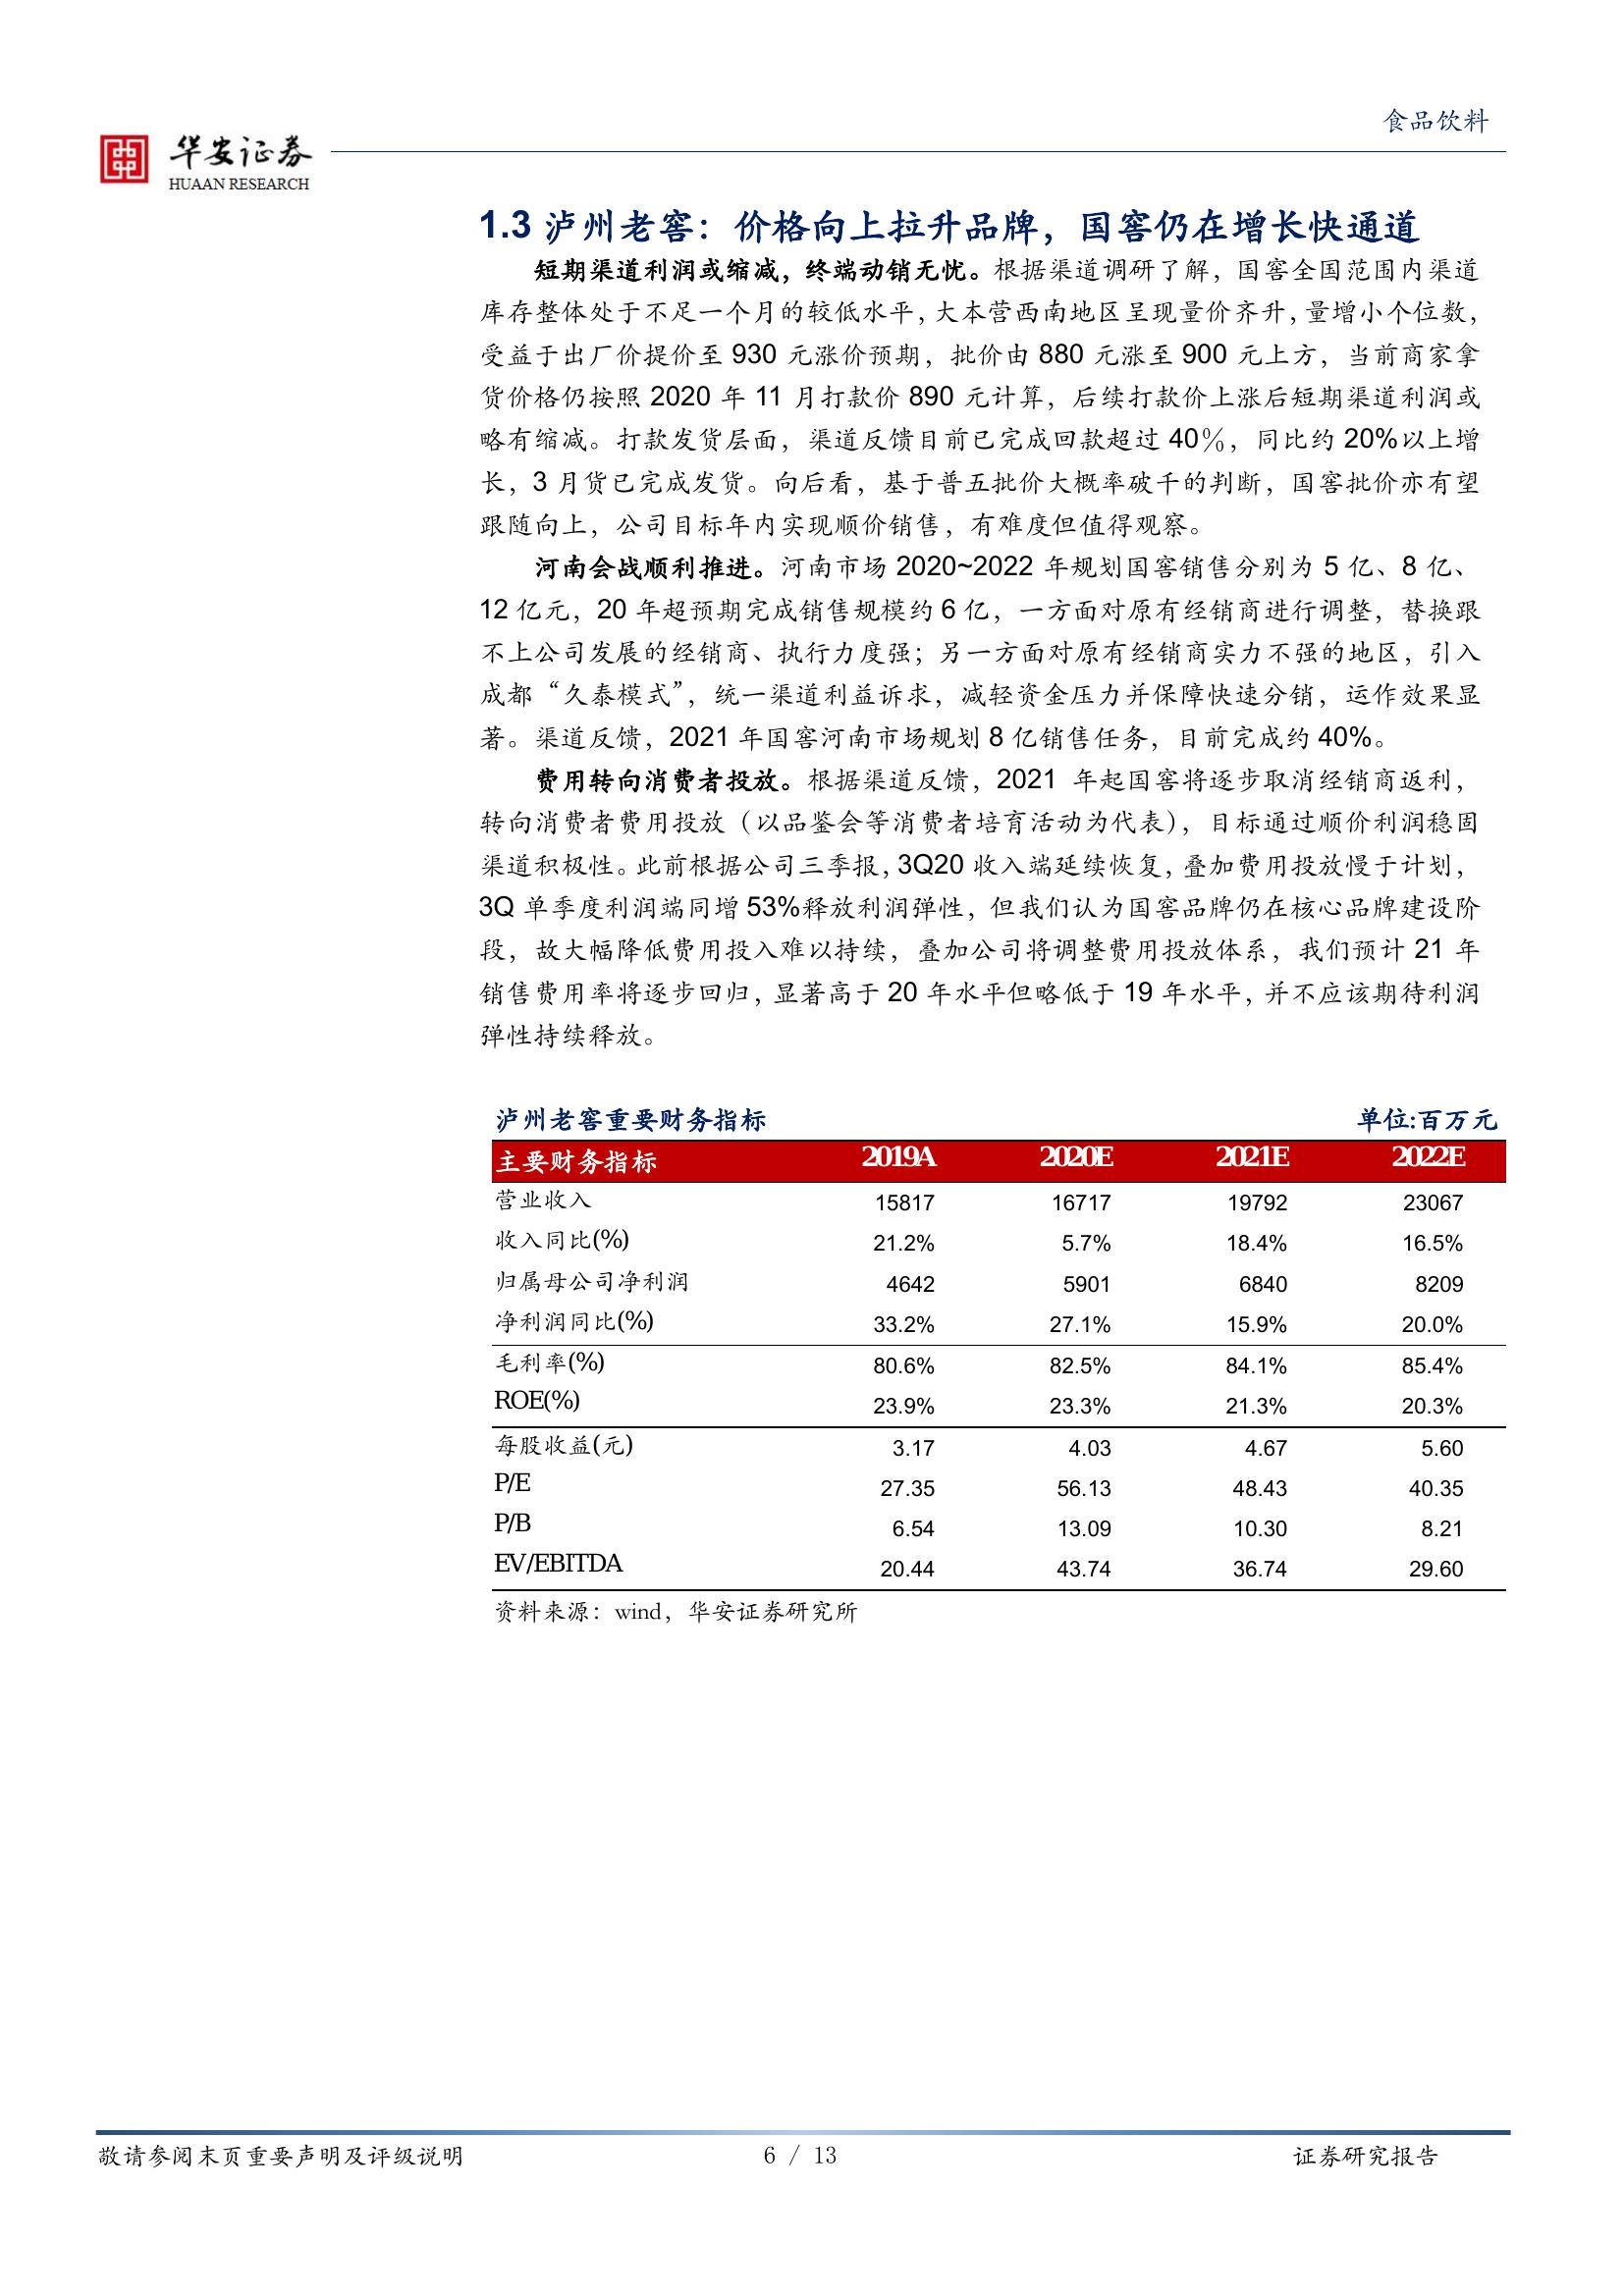 食品饮料
华安证券
HUAAN RESEARCH
1.3 泸州老窖：价格向上拉升品牌，国窖仍在增长快通道
短期渠道利润或缩减，终端动销无忧。根据渠道调研了解，国窖全国范围内渠道
库存整体处于不足一个月的较低水平，大本营西南地区呈现量价齐升，量增小个位数，
受益于出厂价提价至 930 元涨价预期，批价由 880 元涨至 900 元上方，当前商家拿
货价格仍按照 2020 年 11 月打款价 890 元计算，后续打款价上涨后短期渠道利润或
略有缩减。打款发货层面，渠道反馈目前已完成回款超过 40％，同比约 20%以上增
长，3 月货已完成发货。向后看，基于普五批价大概率破千的判断，国窖批价亦有望
跟随向上，公司目标年内实现顺价销售，有难度但值得观察。
河南会战顺利推进。河南市场 2020~2022 年规划国窖销售分别为 5 亿、8 亿、
12 亿元，20 年超预期完成销售规模约 6 亿，一方面对原有经销商进行调整，替换跟
不上公司发展的经销商、执行力度强；另一方面对原有经销商实力不强的地区，引入
成都“久泰模式”，统一渠道利益诉求，减轻资金压力并保障快速分销，运作效果显
著。渠道反馈，2021 年国窖河南市场规划 8 亿销售任务，目前完成约 40%。
费用转向消费者投放。根据渠道反馈，2021 年起国窖将逐步取消经销商返利，
转向消费者费用投放（以品鉴会等消费者培育活动为代表），目标通过顺价利润稳固
渠道积极性。此前根据公司三季报，3Q20 收入端延续恢复，叠加费用投放慢于计划，
3Q 单季度利润端同增 53%释放利润弹性，但我们认为国窖品牌仍在核心品牌建设阶
段，故大幅降低费用投入难以持续，叠加公司将调整费用投放体系，我们预计 21 年
销售费用率将逐步回归，显著高于 20 年水平但略低于 19 年水平，并不应该期待利润
弹性持续释放。
泸州老窖重要财务指标 单位:百万元
主要财务指标 2019A 2020E 2021E 2022E
营业收入 15817 16717 19792 23067
收入同比(%) 21.2% 5.7% 18.4% 16.5%
归属母公司净利润 4642 5901 6840 8209
净利润同比(%) 33.2% 27.1% 15.9% 20.0%
毛利率(%) 80.6% 82.5% 84.1% 85.4%
ROE(%) 23.9% 23.3% 21.3% 20.3%
每股收益(元) 3.17 4.03 4.67 5.60
P/E 27.35 56.13 48.43 40.35
P/B 6.54 13.09 10.30 8.21
EV/EBITDA 20.44 43.74 36.74 29.60
资料来源：wind，华安证券研究所
敬请参阅末页重要声明及评级说明 6 / 13 证券研究报告